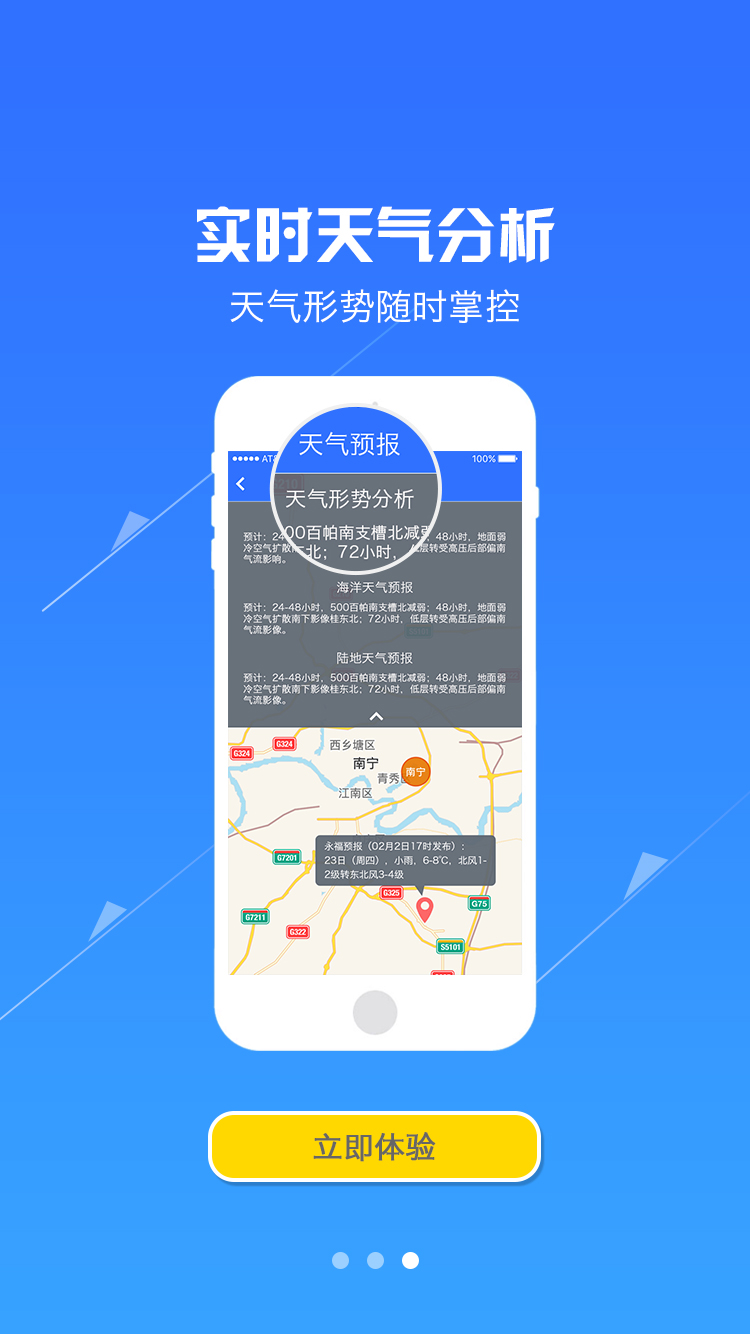 实时天气分析
天气形势随时掌控
天气预报
100%
天气形势分析
00百帕南支槽北减弱
东北；72小时，
预计：24
48小时，地面弱
冷空气扩散
低层转受高压后部偏南
气流影响。
海洋天气预报
预计：24-48小时，500百帕南支槽北减弱；48小时，地面弱
冷空气扩散南下影像桂东北；72小时，低层转受高压后部偏南
气流影像。
陆地天气预报
预计：24-48小时，500百帕南支槽北减弱；48小时，地面弱
冷空气扩散南下影像桂东北；72小时，低层转受高压后部偏南
气流影像。
G324
G324
西乡塘区
南宁
青秀
南宁
江南区
永福预报（02月2日17时发布）：
23日（周四），小雨，6-8℃，北风1-
2级转东北风3-4级
G7201
G325
G75
G7211
G322
S5101
立即体验